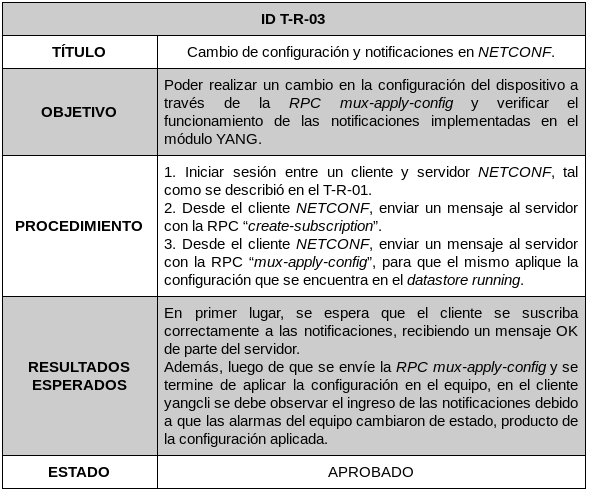 ID T-R-03
TÍTULO
Cambio de configuración y notificaciones en NETCONF.
OBJETIVO
Poder realizar un cambio en la configuración del dispositivo a
través de la RPC mux-apply-config y verificar el
funcionamiento de las notificaciones implementadas en el
módulo YANG.
PROCEDIMIENTO
1. Iniciar sesión entre un cliente y servidor NETCONF, tal
como se describió en el T-R-01.
2. Desde el cliente NETCONF, enviar un mensaje al servidor
con la RPC “create-subscription”.
3. Desde el cliente NETCONF, enviar un mensaje al servidor
con la RPC “mux-apply-config”, para que el mismo aplique la
configuración que se encuentra en el datastore running.
RESULTADOS
ESPERADOS
En primer lugar, se espera que el cliente se suscriba
correctamente a las notificaciones, recibiendo un mensaje OK
de parte del servidor.
Además, luego de que se envíe la RPC mux-apply-config y se
termine de aplicar la configuración en el equipo, en el cliente
yangcli se debe observar el ingreso de las notificaciones debido
a que las alarmas del equipo cambiaron de estado, producto de
la configuración aplicada.
ESTADO
APROBADO